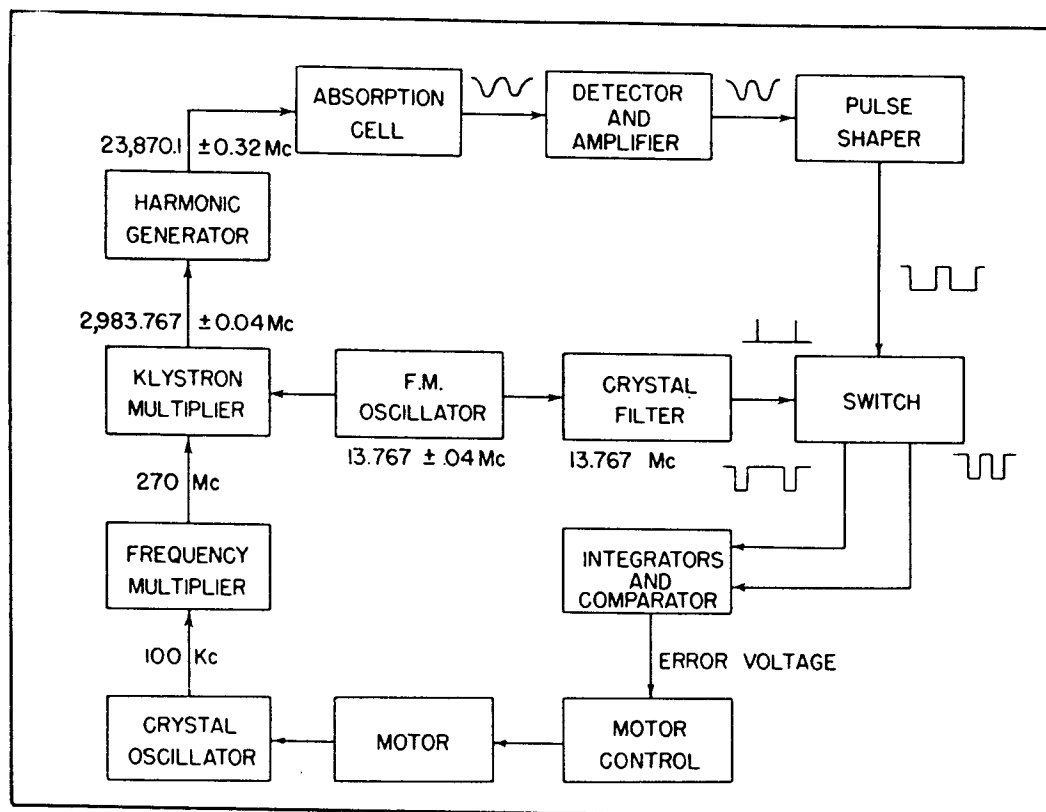 ABSORPTION
CELL
DETECTOR
AND
AMPLIFIER
PULSE
SHAPER
23,870.1 ±0.32 Mc
HARMONIC
GENERATOR
2,983.767 ±0.04 Mc
KLYSTRON
MULTIPLIER
F.M.
OSCILLATOR
CRYSTAL
FILTER
SWITCH
13.767 ± .04 Mc
13.767 Mc
270 Mc
FREQUENCY
MULTIPLIER
INTEGRATORS
AND
COMPARATOR
100 Kc
ERROR VOLTAGE
CRYSTAL
OSCILLATOR
MOTOR
MOTOR
CONTROL